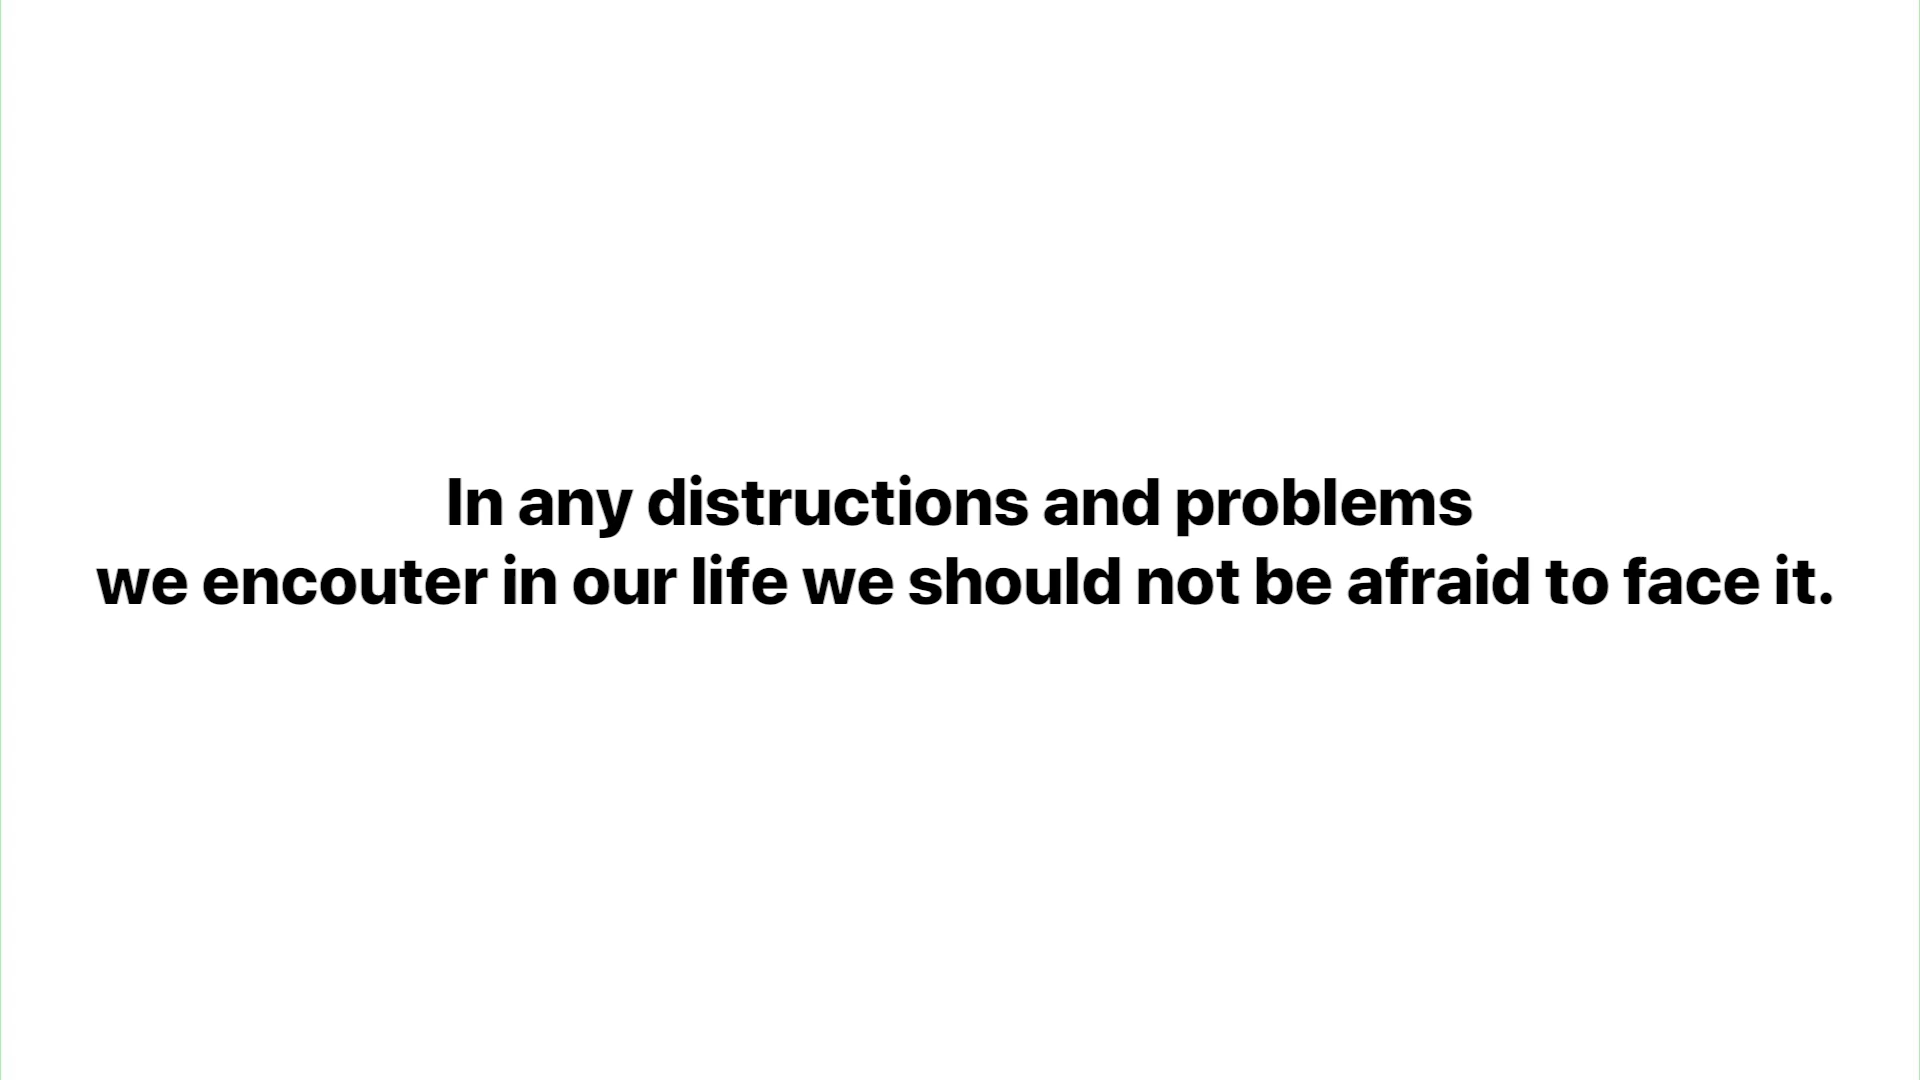 In any distructions and problems
we encouter in our life we should not be afraid to face it.